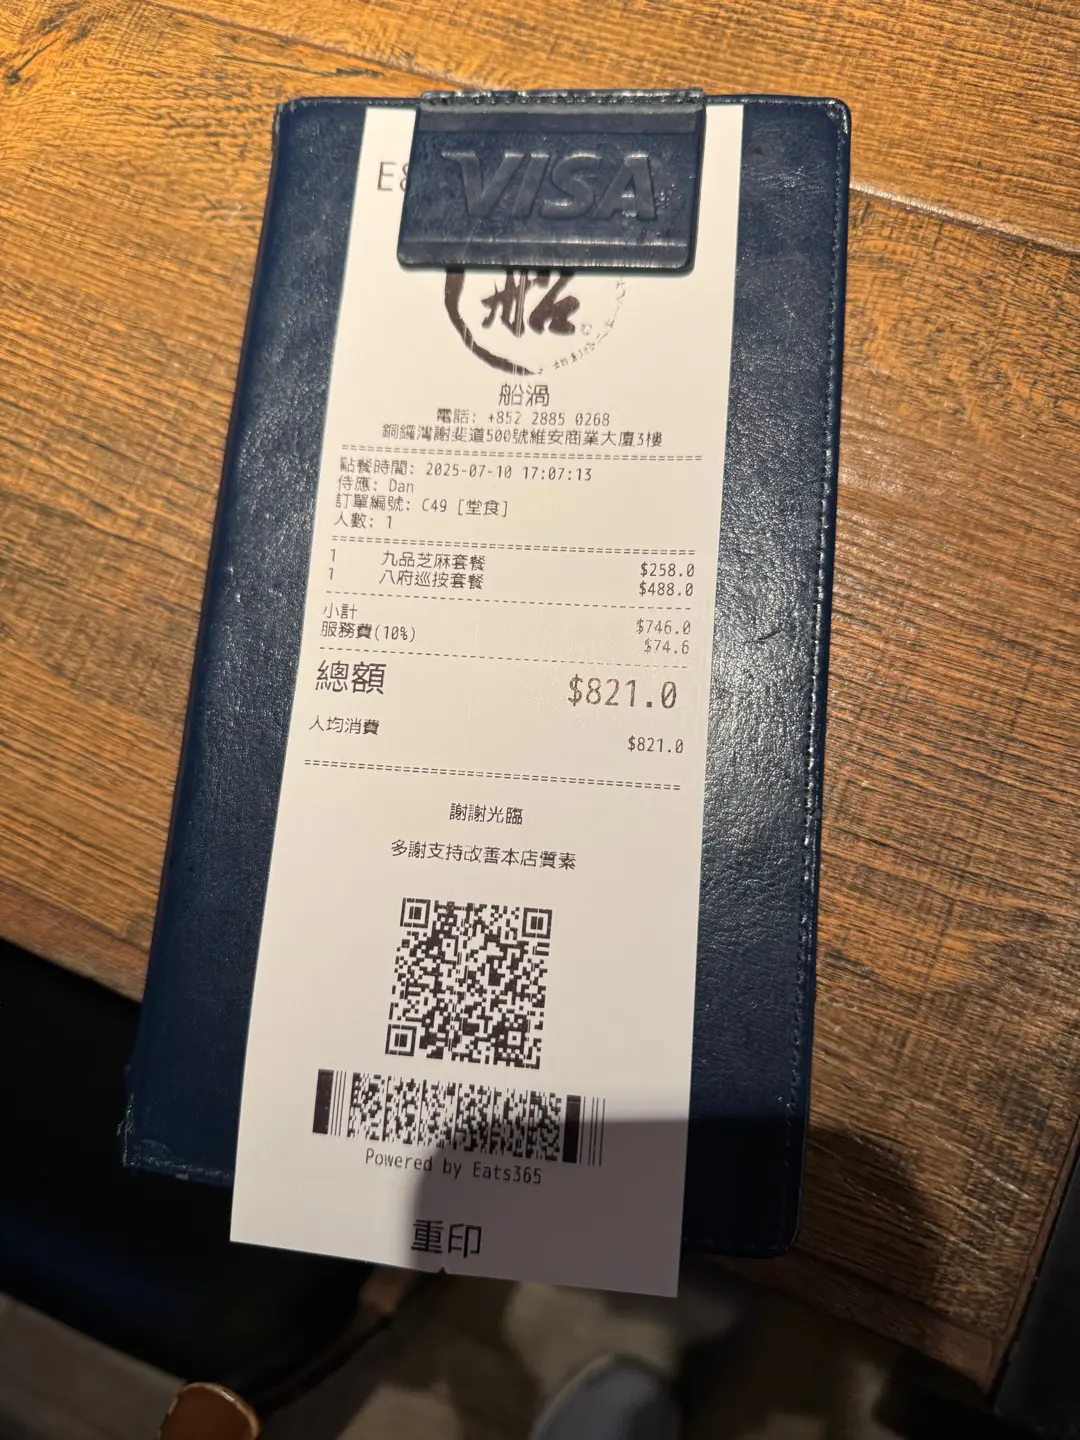 VISA
船
船渦
電話: +852 2885 0268
銅鑼灣謝斐道500號維安商業大廈3樓
點餐時間: 2025-07-10 17:07:13
侍應: Dan
訂單編號: C49 [堂食]
人數: 1
1 九品芝麻套餐 $258.0
1 八府巡按套餐 $488.0
小計 $746.0
服務費(10%) $74.6
總額 $821.0
人均消費 $821.0
謝謝光臨
多謝支持改善本店質素
Powered by Eats365
重印